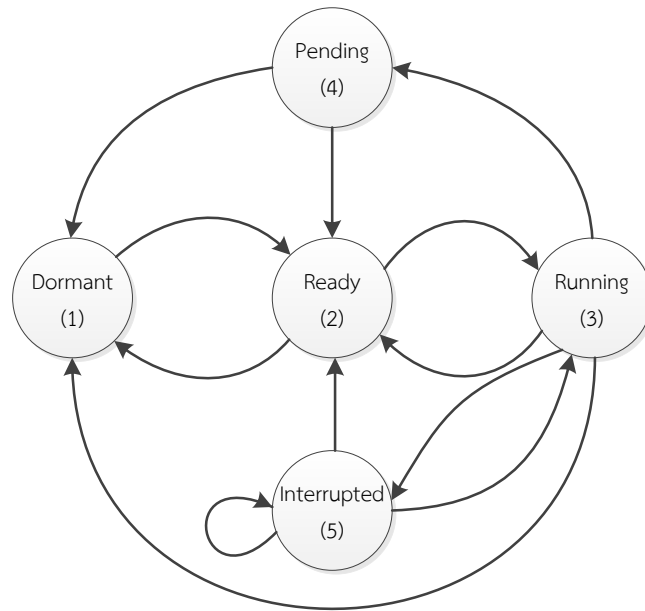 Pending
(4)
Dormant
(1)
Ready
(2)
Running
(3)
Interrupted
(5)